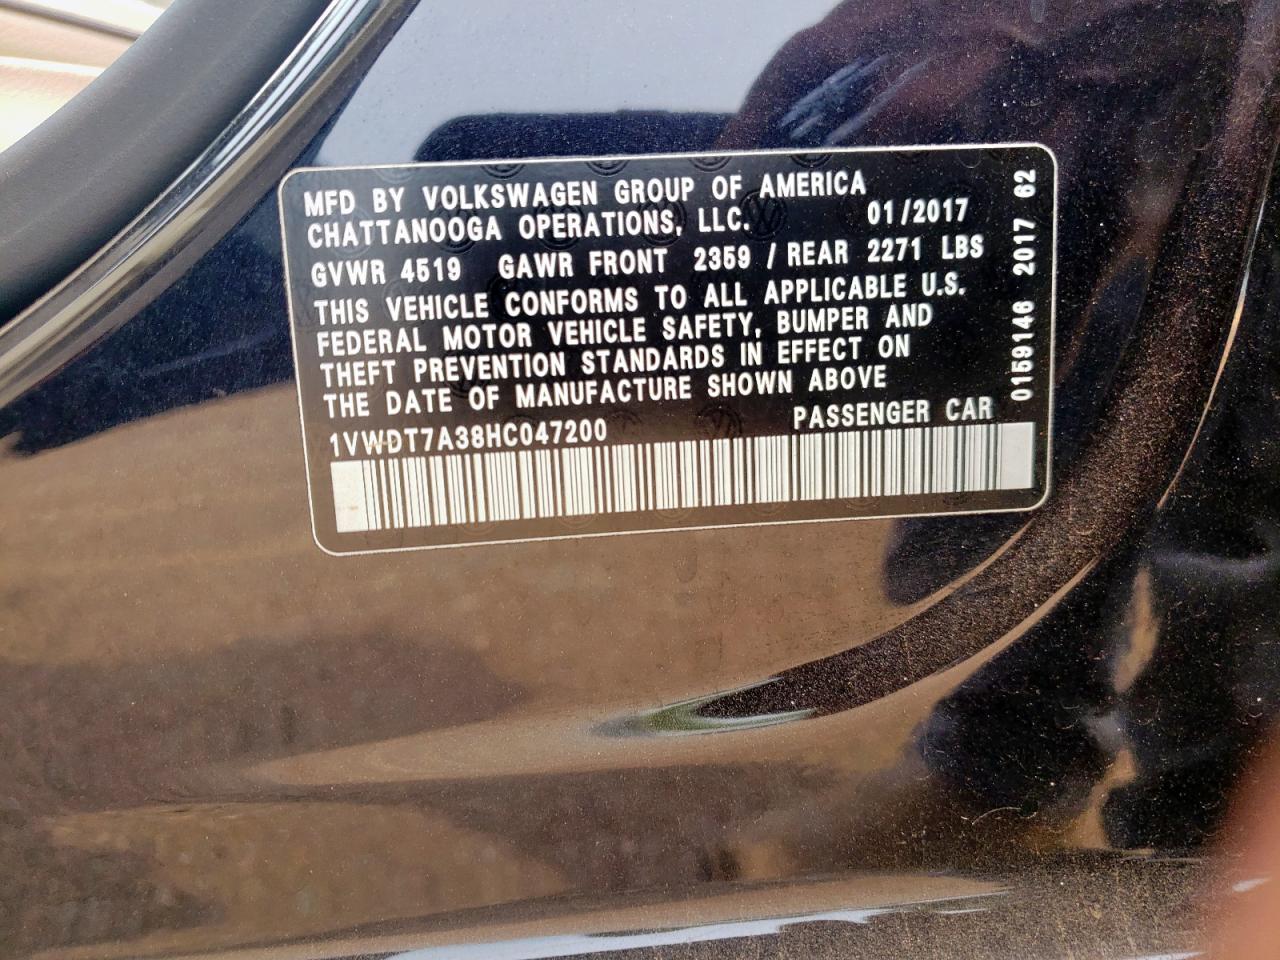 MFD BY VOLKSWAGEN GROUP OF AMERICA
CHATTANOOGA OPERATIONS, LLC. 01/2017
GVWR 4519 GAWR FRONT 2359 / REAR 2271 LBS
THIS VEHICLE CONFORMS TO ALL APPLICABLE U.S.
FEDERAL MOTOR VEHICLE SAFETY, BUMPER AND
THEFT PREVENTION STANDARDS IN EFFECT ON
THE DATE OF MANUFACTURE SHOWN ABOVE
1VWDT7A38HC047200 PASSENGER CAR
0159146 2017 62